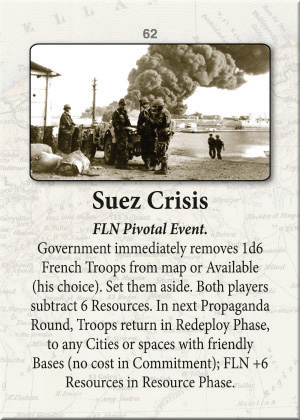 62
Suez Crisis
FLN Pivotal Event.
Government immediately removes 1d6
French Troops from map or Available
(his choice). Set them aside. Both players
subtract 6 Resources. In next Propaganda
Round, Troops return in Redeploy Phase,
to any Cities or spaces with friendly
Bases (no cost in Commitment); FLN +6
Resources in Resource Phase.